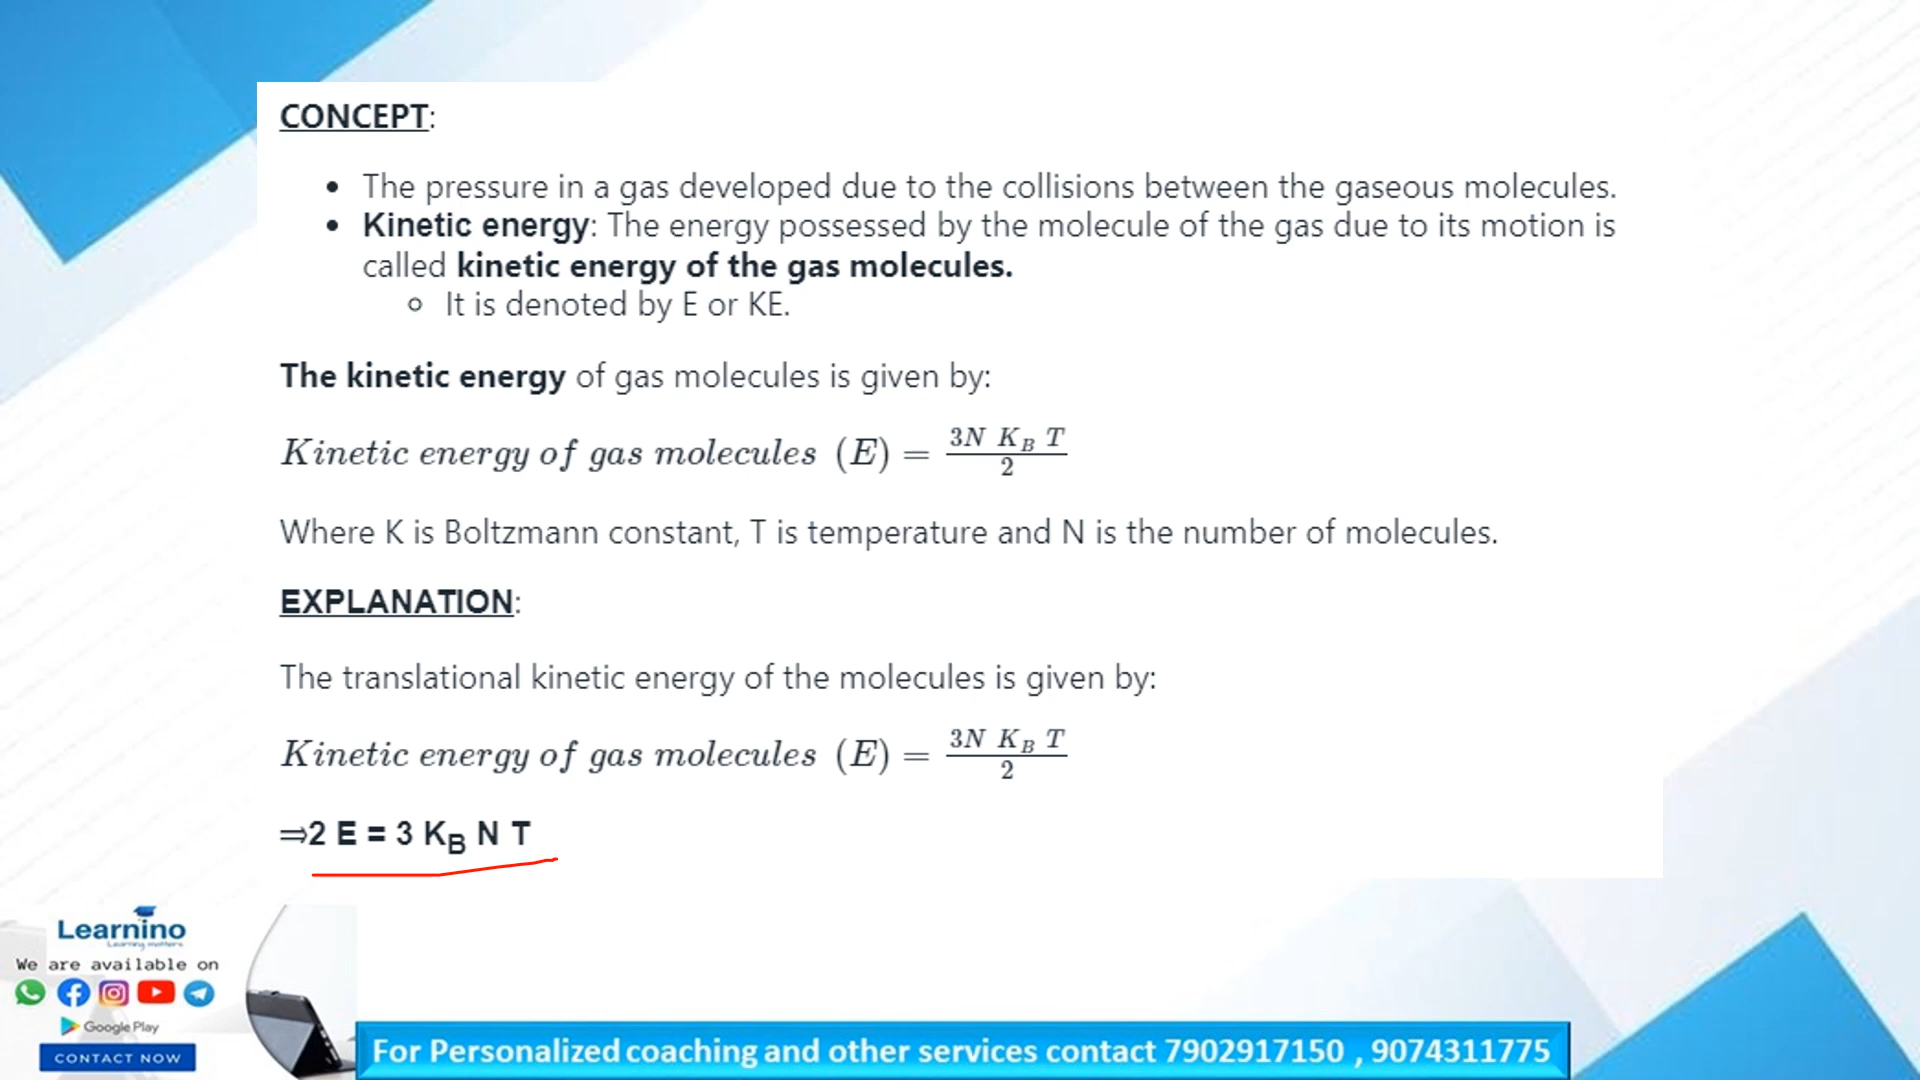 CONCEPT:
• The pressure in a gas developed due to the collisions between the gaseous molecules.
• Kinetic energy: The energy possessed by the molecule of the gas due to its motion is
called kinetic energy of the gas molecules.
○ It is denoted by E or KE.
The kinetic energy of gas molecules is given by:
Kinetic energy of gas molecules (E) = 3N K_B T / 2
Where K is Boltzmann constant, T is temperature and N is the number of molecules.
EXPLANATION:
The translational kinetic energy of the molecules is given by:
Kinetic energy of gas molecules (E) = 3N K_B T / 2
⇒2 E = 3 K_B N T
Learnino
Learning matters
We are available on
Google Play
CONTACT NOW
For Personalized coaching and other services contact 7902917150 , 9074311775